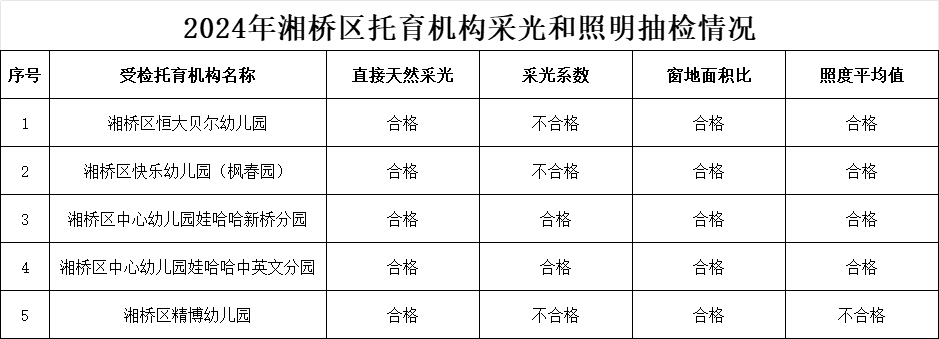 2024年湘桥区托育机构采光和照明抽检情况
序号 受检托育机构名称 直接天然采光 采光系数 窗地面积比 照度平均值
1 湘桥区恒大贝尔幼儿园 合格 不合格 合格 合格
2 湘桥区快乐幼儿园（枫春园） 合格 不合格 合格 合格
3 湘桥区中心幼儿园娃哈哈新桥分园 合格 合格 合格 合格
4 湘桥区中心幼儿园娃哈哈中英文分园 合格 合格 合格 合格
5 湘桥区精博幼儿园 合格 不合格 合格 不合格